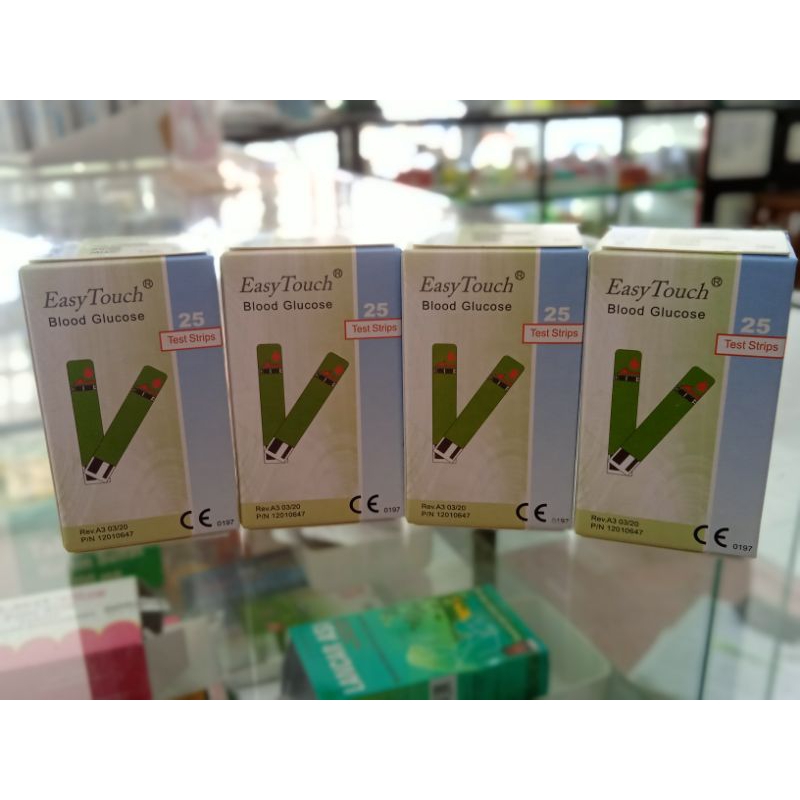 EasyTouch®
Blood Glucose
25
Test Strips
Rev.A3 03/20
P/N 12010647
CE 0197
EasyTouch®
Blood Glucose
25
Test Strips
Rev.A3 03/20
P/N 12010647
CE 0197
EasyTouch®
Blood Glucose
25
Test Strips
Rev.A3 03/20
P/N 12010647
CE 0197
EasyTouch®
Blood Glucose
25
Test Strips
Rev.A3 03/20
P/N 12010647
CE 0197